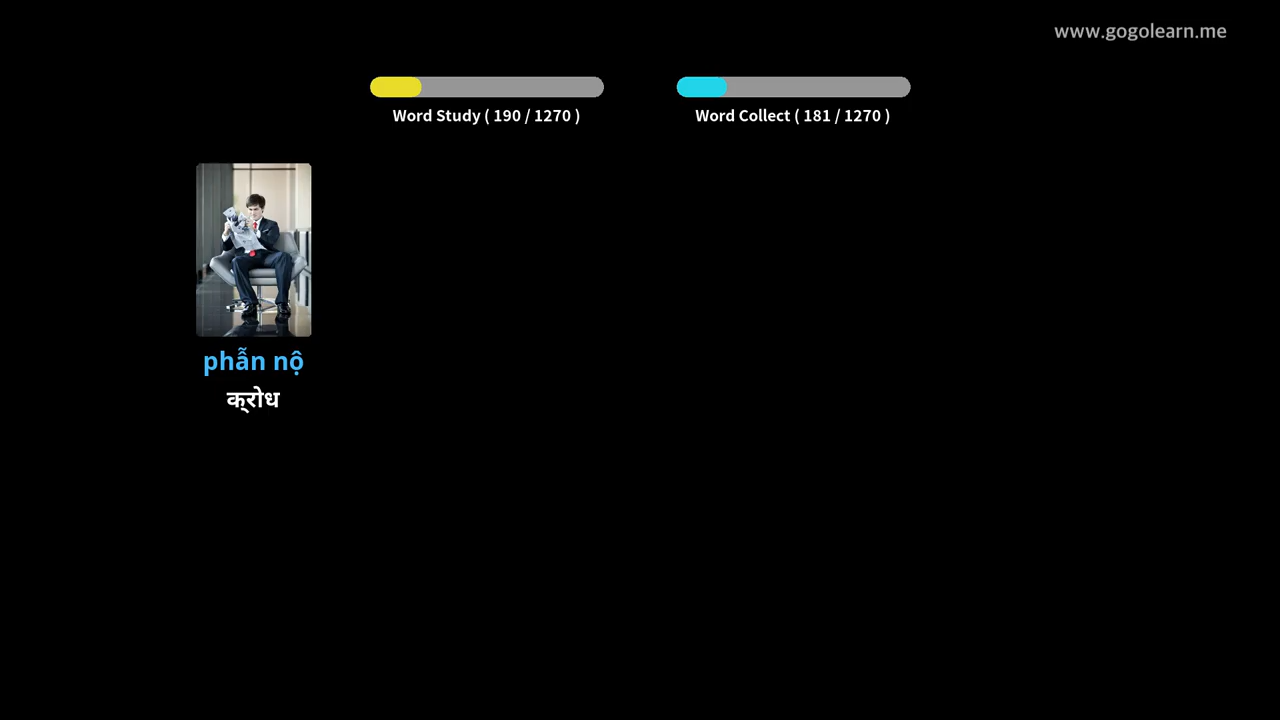 www.gogolearn.me
Word Study ( 190 / 1270 )
Word Collect ( 181 / 1270 )
phẫn nộ
क्रोध